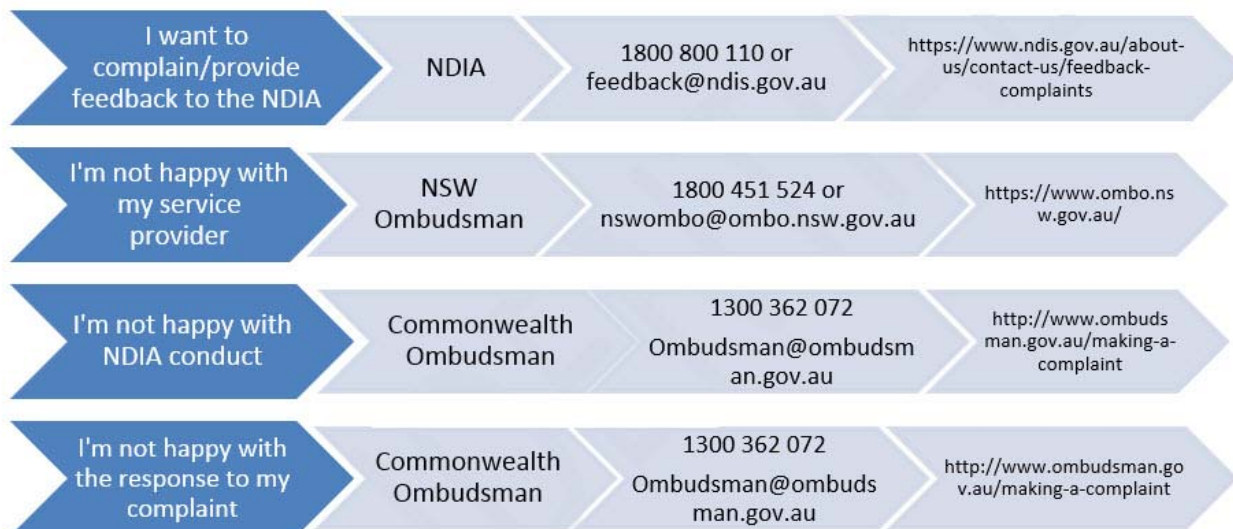 I want to
complain/provide
feedback to the NDIA
NDIA
1800 800 110 or
feedback@ndis.gov.au
https://www.ndis.gov.au/about-
us/contact-us/feedback-
complaints
I'm not happy with
my service
provider
NSW
Ombudsman
1800 451 524 or
nswombo@ombo.nsw.gov.au
https://www.ombo.ns
w.gov.au/
I'm not happy with
NDIA conduct
Commonwealth
Ombudsman
1300 362 072
Ombudsman@ombudsm
an.gov.au
http://www.ombuds
man.gov.au/making-a-
complaint
I'm not happy with
the response to my
complaint
Commonwealth
Ombudsman
1300 362 072
Ombudsman@ombuds
man.gov.au
http://www.ombudsman.go
v.au/making-a-complaint